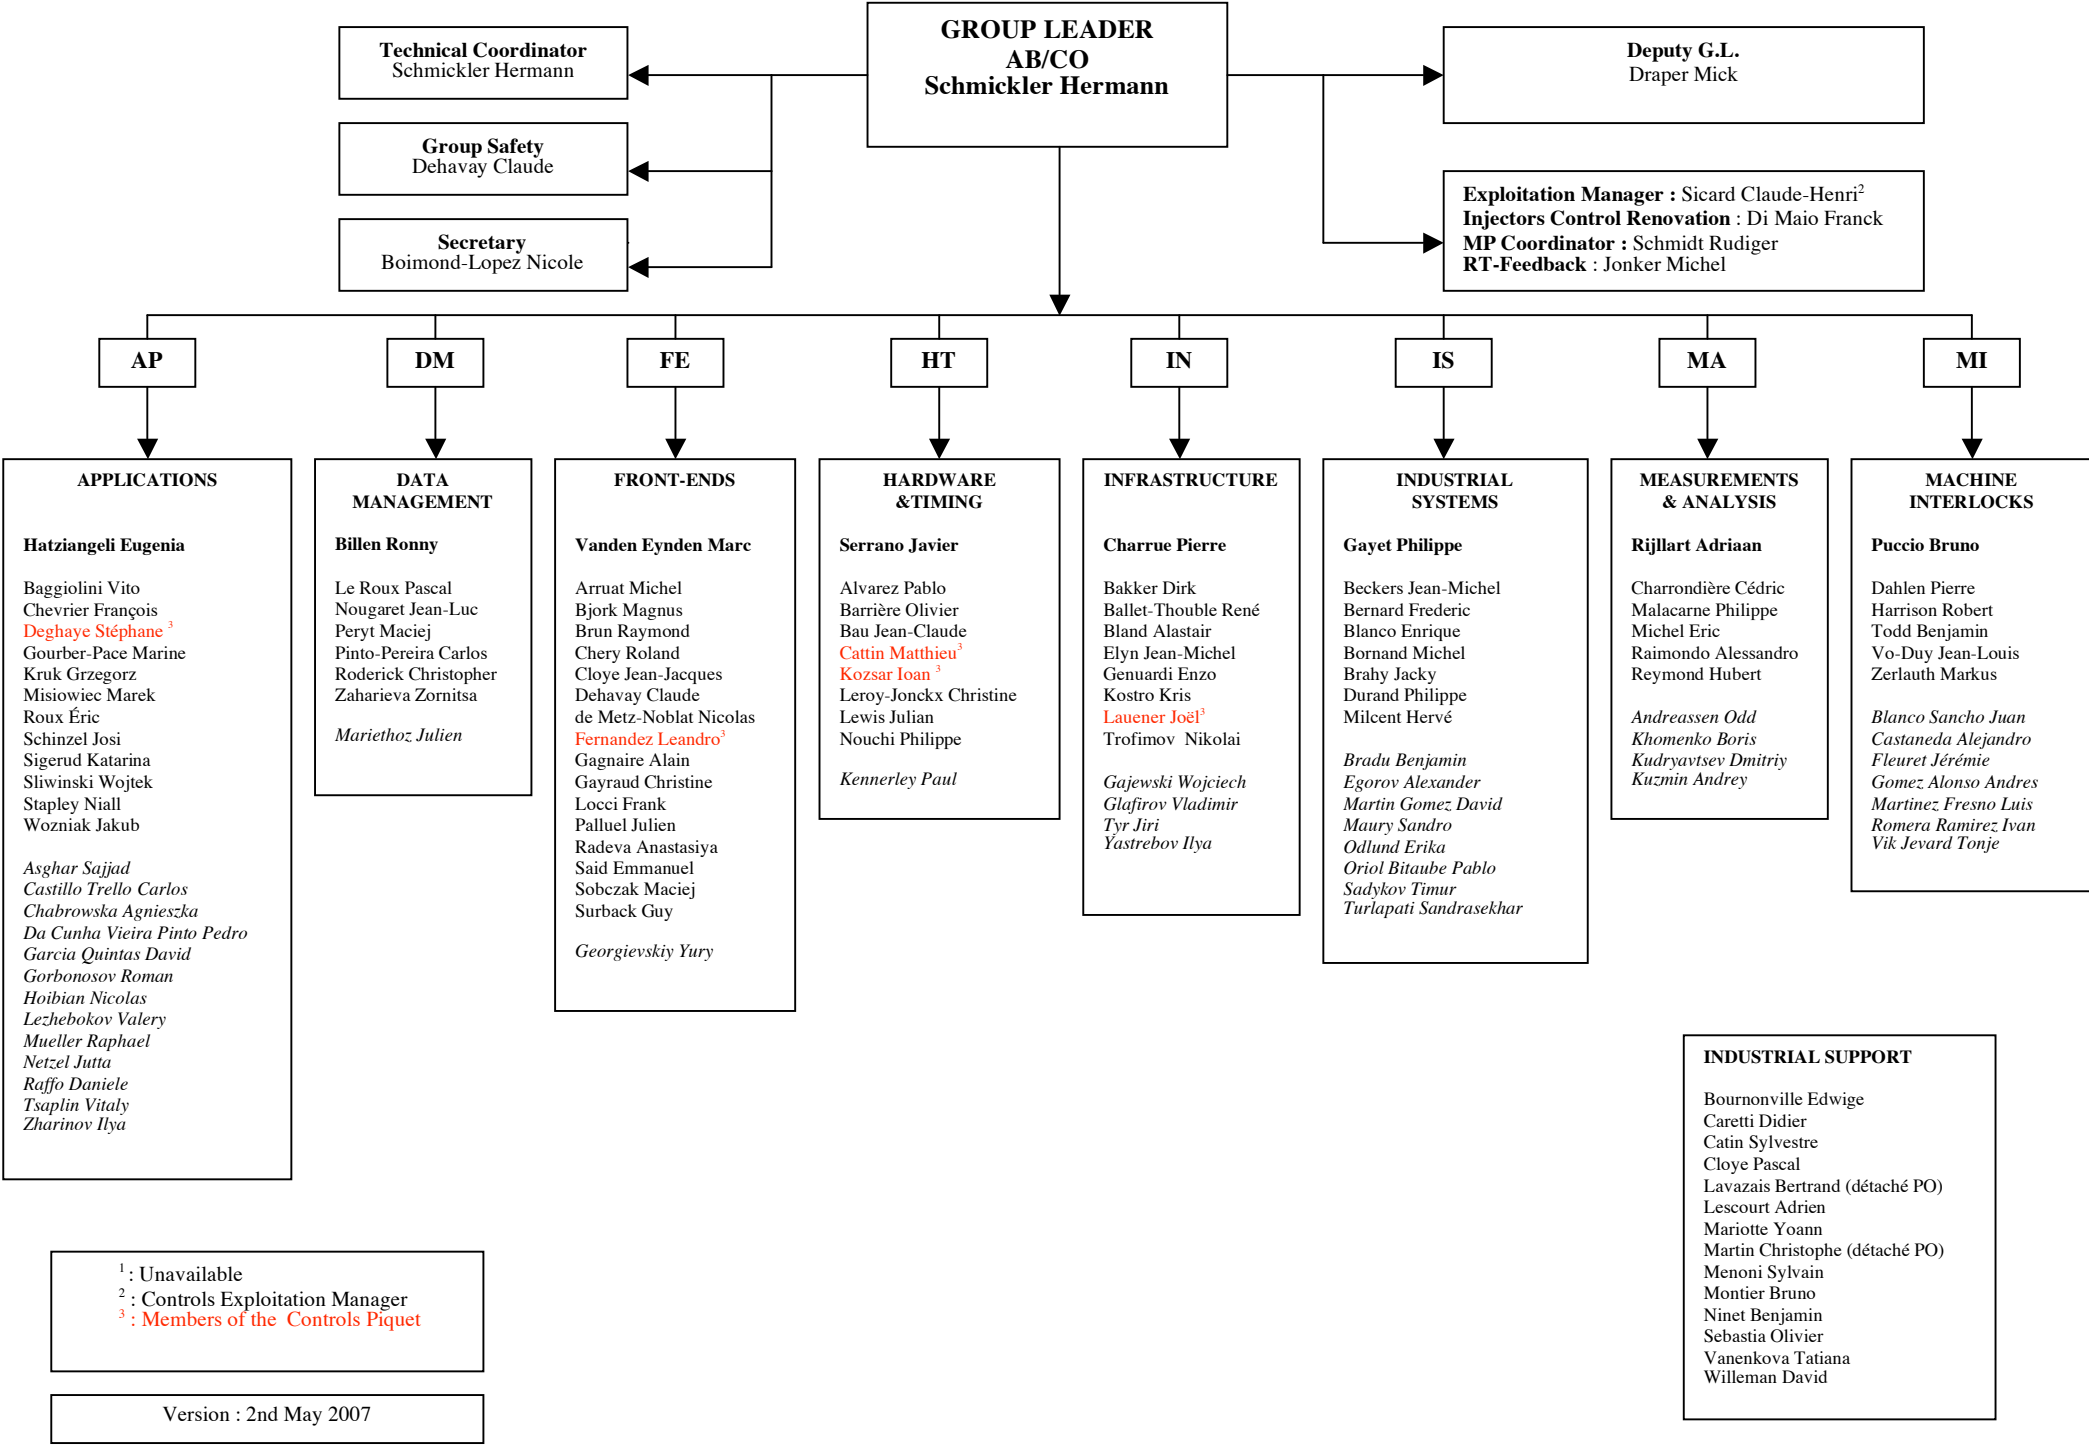 GROUP LEADER
AB/CO
Schmickler Hermann
Technical Coordinator
Schmickler Hermann
Group Safety
Dehavay Claude
Secretary
Boimond-Lopez Nicole
Deputy G.L.
Draper Mick
Exploitation Manager : Sicard Claude-Henri²
Injectors Control Renovation : Di Maio Franck
MP Coordinator : Schmidt Rudiger
RT-Feedback : Jonker Michel
AP
DM
FE
HT
IN
IS
MA
MI
APPLICATIONS
Hatziangeli Eugenia
Baggiolini Vito
Chevrier François
Deghaye Stéphane ³
Gourber-Pace Marine
Kruk Grzegorz
Misiowiec Marek
Roux Éric
Schinzel Josi
Sigerud Katarina
Sliwinski Wojtek
Stapley Niall
Wozniak Jakub
Asghar Sajjad
Castillo Trello Carlos
Chabrowska Agnieszka
Da Cunha Vieira Pinto Pedro
Garcia Quintas David
Gorbonosov Roman
Hoibian Nicolas
Lezhebokov Valery
Mueller Raphael
Netzel Jutta
Raffo Daniele
Tsaplin Vitaly
Zharinov Ilya
DATA
MANAGEMENT
Billen Ronny
Le Roux Pascal
Nougaret Jean-Luc
Peryt Maciej
Pinto-Pereira Carlos
Roderick Christopher
Zaharieva Zornitsa
Mariethoz Julien
FRONT-ENDS
Vanden Eynden Marc
Arruat Michel
Bjork Magnus
Brun Raymond
Chery Roland
Cloye Jean-Jacques
Dehavay Claude
de Metz-Noblat Nicolas
Fernandez Leandro³
Gagnaire Alain
Gayraud Christine
Locci Frank
Palluel Julien
Radeva Anastasiya
Said Emmanuel
Sobczak Maciej
Surback Guy
Georgievskiy Yury
HARDWARE
&TIMING
Serrano Javier
Alvarez Pablo
Barrière Olivier
Bau Jean-Claude
Cattin Matthieu³
Kozsar Ioan ³
Leroy-Jonckx Christine
Lewis Julian
Nouchi Philippe
Kennerley Paul
INFRASTRUCTURE
Charrue Pierre
Bakker Dirk
Ballet-Thouble René
Bland Alastair
Elyn Jean-Michel
Genuardi Enzo
Kostro Kris
Lauener Joël³
Trofimov Nikolai
Gajewski Wojciech
Glafirov Vladimir
Tyr Jiri
Yastrebov Ilya
INDUSTRIAL
SYSTEMS
Gayet Philippe
Beckers Jean-Michel
Bernard Frederic
Blanco Enrique
Bornand Michel
Brahy Jacky
Durand Philippe
Milcent Hervé
Bradu Benjamin
Egorov Alexander
Martin Gomez David
Maury Sandro
Odlund Erika
Oriol Bitaube Pablo
Sadykov Timur
Turlapati Sandrasekhar
MEASUREMENTS
& ANALYSIS
Rijllart Adriaan
Charrondière Cédric
Malacarne Philippe
Michel Eric
Raimondo Alessandro
Reymond Hubert
Andreassen Odd
Khomenko Boris
Kudryavtsev Dmitriy
Kuzmin Andrey
MACHINE
INTERLOCKS
Puccio Bruno
Dahlen Pierre
Harrison Robert
Todd Benjamin
Vo-Duy Jean-Louis
Zerlauth Markus
Blanco Sancho Juan
Castaneda Alejandro
Fleuret Jérémie
Gomez Alonso Andres
Martinez Fresno Luis
Romera Ramirez Ivan
Vik Jevard Tonje
INDUSTRIAL SUPPORT
Bournonville Edwige
Caretti Didier
Catin Sylvestre
Cloye Pascal
Lavazais Bertrand (détaché PO)
Lescourt Adrien
Mariotte Yoann
Martin Christophe (détaché PO)
Menoni Sylvain
Montier Bruno
Ninet Benjamin
Sebastia Olivier
Vanenkova Tatiana
Willeman David
¹ : Unavailable
² : Controls Exploitation Manager
³ : Members of the Controls Piquet
Version : 2nd May 2007